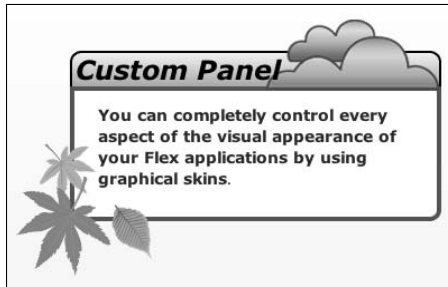 Custom Panel
You can completely control every
aspect of the visual appearance of
your Flex applications by using
graphical skins.